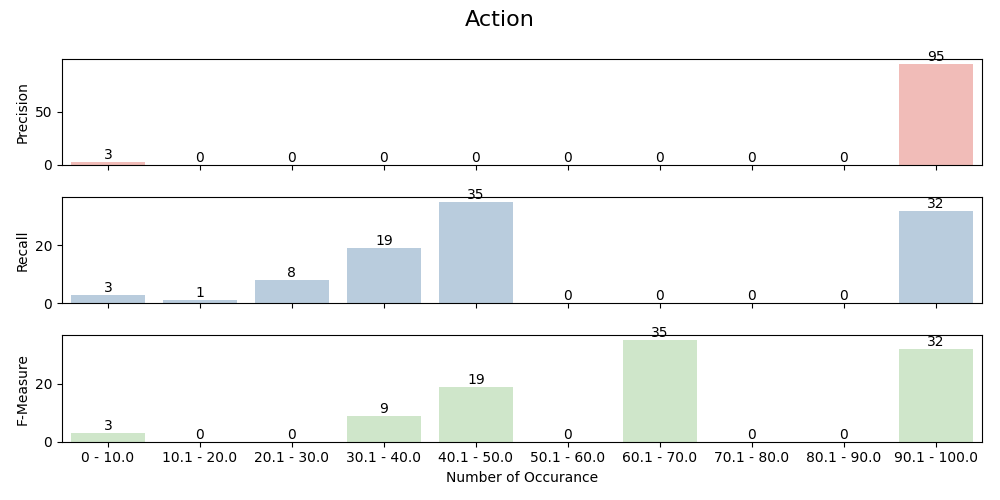 Action
Precision
50
0
3 0 0 0 0 0 0 0 0 95
Recall
20
0
3 1 8 19 35 0 0 0 0 32
F-Measure
20
0
3 0 0 9 19 0 35 0 0 32
0 - 10.0 10.1 - 20.0 20.1 - 30.0 30.1 - 40.0 40.1 - 50.0 50.1 - 60.0 60.1 - 70.0 70.1 - 80.0 80.1 - 90.0 90.1 - 100.0
Number of Occurance